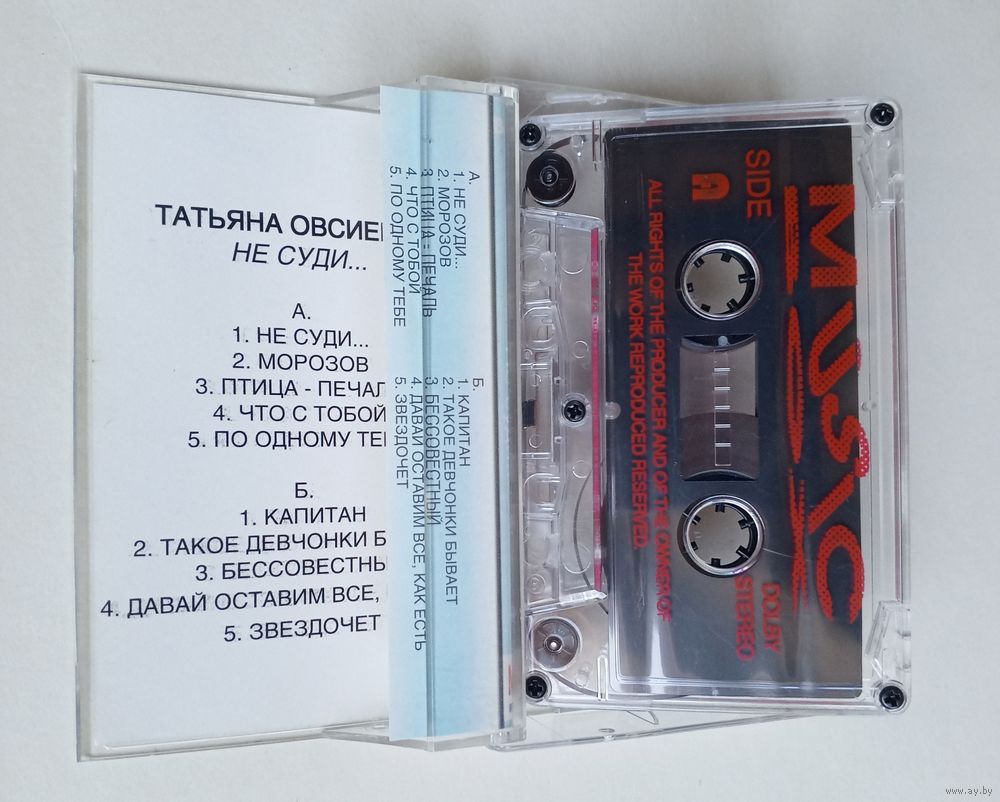 ТАТЬЯНА ОВСИЕ
НЕ СУДИ...
А.
1. НЕ СУДИ...
2. МОРОЗОВ
3. ПТИЦА - ПЕЧАЛ
4. ЧТО С ТОБОЙ
5. ПО ОДНОМУ ТЕ
Б.
1. КАПИТАН
2. ТАКОЕ ДЕВЧОНКИ Б
3. БЕССОВЕСТНЫ
4. ДАВАЙ ОСТАВИМ ВСЕ,
5. ЗВЕЗДОЧЕТ
А.
1. НЕ СУДИ...
2. МОРОЗОВ
3. ПТИЦА - ПЕЧАЛЬ
4. ЧТО С ТОБОЙ
5. ПО ОДНОМУ ТЕБЕ
Б.
1. КАПИТАН
2. ТАКОЕ ДЕВЧОНКИ БЫВАЕТ
3. БЕССОВЕСТНЫЙ
4. ДАВАЙ ОСТАВИМ ВСЕ, КАК ЕСТЬ
5. ЗВЕЗДОЧЕТ
MUSIC
SIDE
A
DOLBY
STEREO
ALL RIGHTS OF THE PRODUCER AND OF THE OWNER OF
THE WORK REPRODUCED RESERVED.
www.ay.by